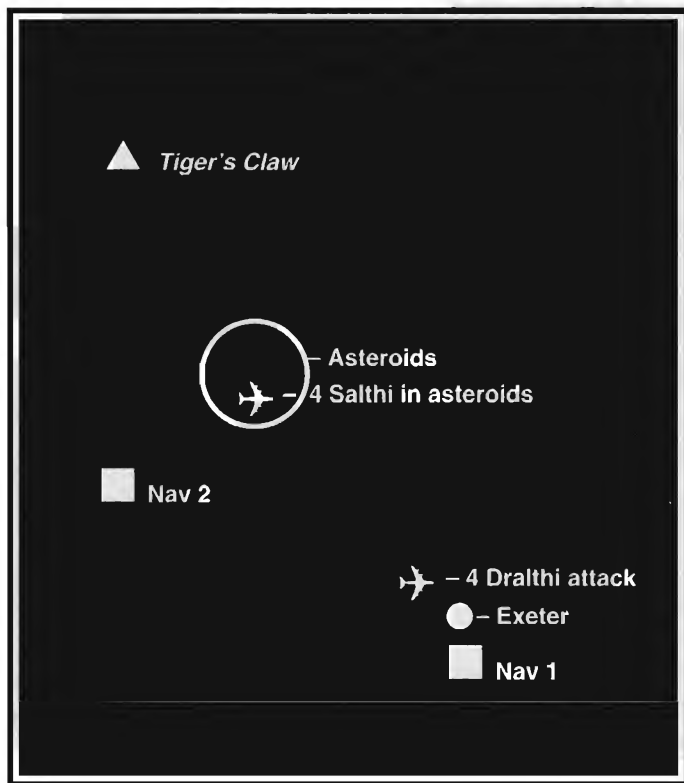 Tiger's Claw
– Asteroids
– 4 Salthi in asteroids
Nav 2
– 4 Dralthi attack
– Exeter
Nav 1